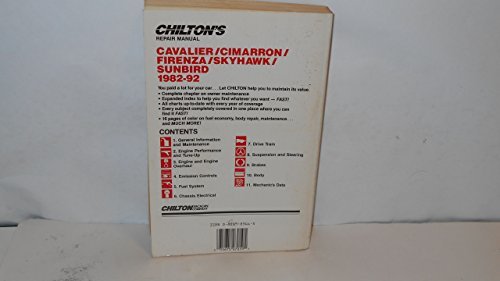 CHILTON'S
REPAIR MANUAL
CAVALIER/CIMARRON/
FIRENZA/SKYHAWK/
SUNBIRD
1982-92
You paid a lot for your car . . . Let CHILTON help you to maintain its value.
• Complete chapter on owner maintenance
• Expanded index to help you find whatever you want — FAST!
• All charts up-to-date with every year of coverage
• Every subject completely covered in one place where you can
find it FAST!
• 16 pages of color on fuel economy, body repair, maintenance . . .
and MUCH MORE!
CONTENTS
1. General Information
and Maintenance
2. Engine Performance
and Tune-Up
3. Engine and Engine
Overhaul
4. Emission Controls
5. Fuel System
6. Chassis Electrical
7. Drive Train
8. Suspension and Steering
9. Brakes
10. Body
11. Mechanic's Data
CHILTON BOOK
COMPANY
ISBN